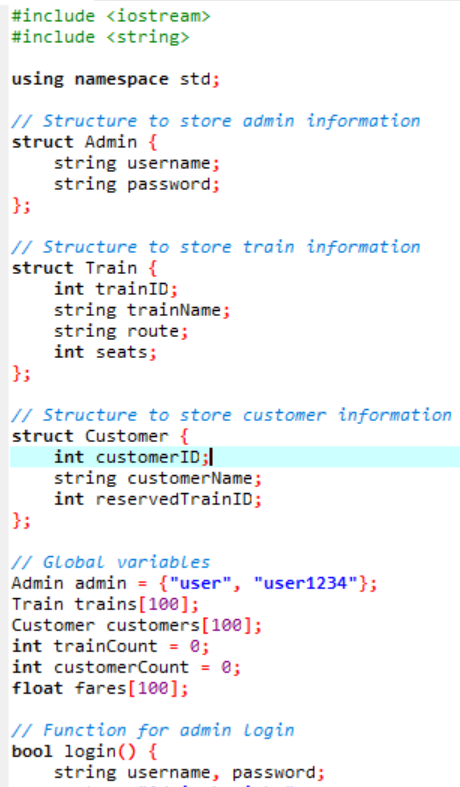 #include <iostream>
#include <string>
using namespace std;
// Structure to store admin information
struct Admin {
string username;
string password;
};
// Structure to store train information
struct Train {
int trainID;
string trainName;
string route;
int seats;
};
// Structure to store customer information
struct Customer {
int customerID;
string customerName;
int reservedTrainID;
};
// Global variables
Admin admin = {"user", "user1234"};
Train trains[100];
Customer customers[100];
int trainCount = 0;
int customerCount = 0;
float fares[100];
// Function for admin login
bool login() {
string username, password;